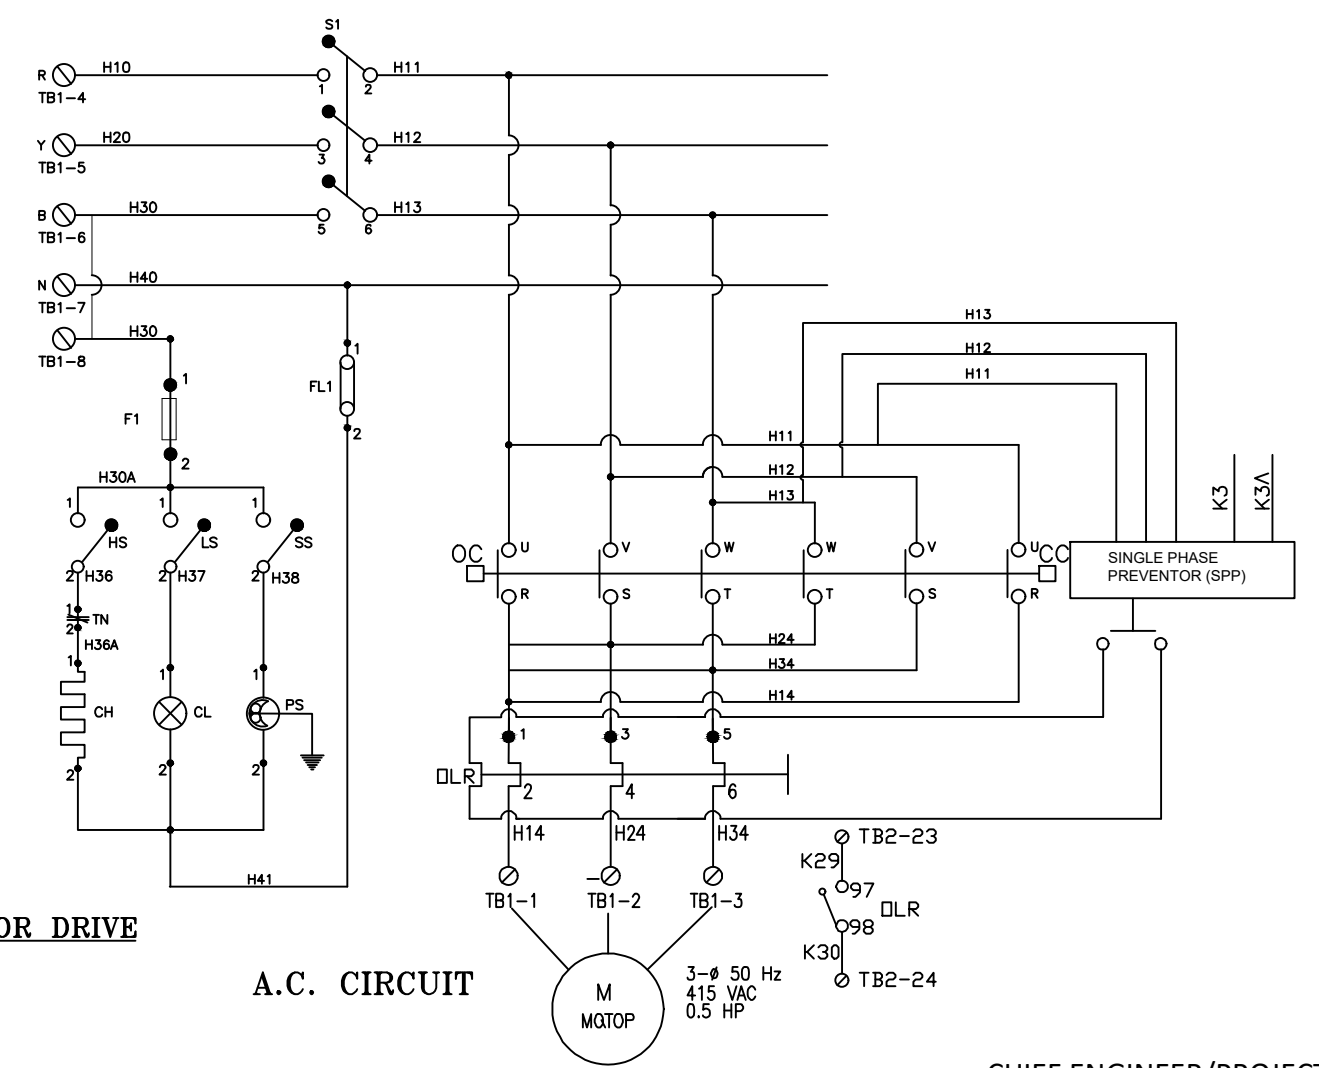 S1
R H10 H11
TB1-4 1 2
Y H20 H12
TB1-5 3 4
B H30 H13
TB1-6 5 6
N H40
TB1-7
H13
H30
TB1-8
1
H12
H11
FL1
F1
2
2
H11
H30A
H12
H13
K3
1 1 1
HS LS SS
OC U V W W V U CC
SINGLE PHASE
PREVENTOR (SPP)
2 H36 2 H37 2 H38
R S T T S R
1 TN
2
H36A
H24
H34
1 1 1
H14
CH CL PS
1 3 5
2 2 2
OLR
2 4 6
H14 H24 H34
TB2-23
K29
97
OLR
98
K30
TB2-24
H41
TB1-1 TB1-2 TB1-3
OR DRIVE
A.C. CIRCUIT
M
3-ø 50 Hz
415 VAC
0.5 HP
CHIEF ENGINEER/PROJECT